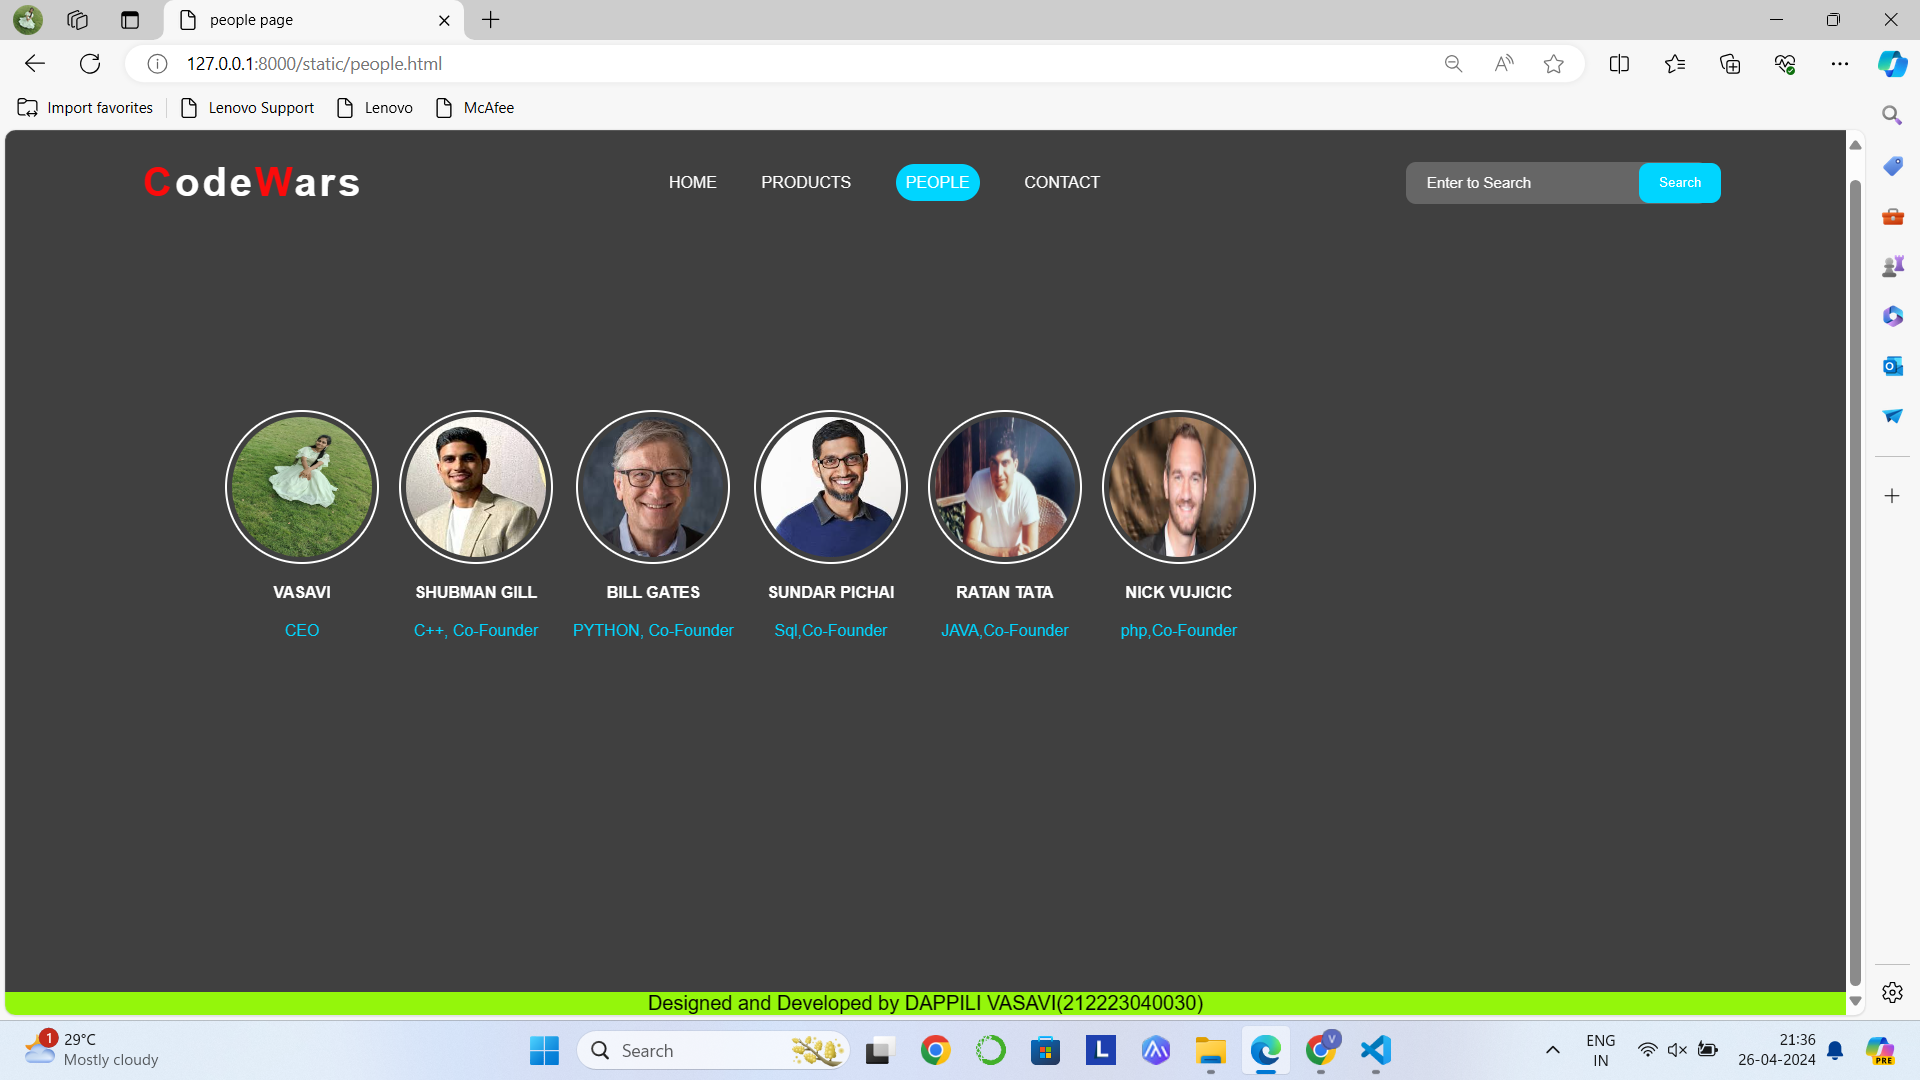 people page
127.0.0.1:8000/static/people.html
Import favorites Lenovo Support Lenovo McAfee
CodeWars HOME PRODUCTS PEOPLE CONTACT Enter to Search Search
VASAVI SHUBMAN GILL BILL GATES SUNDAR PICHAI RATAN TATA NICK VUJICIC
CEO C++, Co-Founder PYTHON, Co-Founder Sql,Co-Founder JAVA,Co-Founder php,Co-Founder
Designed and Developed by DAPPILI VASAVI(212223040030)
1 29°C
Mostly cloudy
Search
L
V
ENG
IN
21:36
26-04-2024
PRE